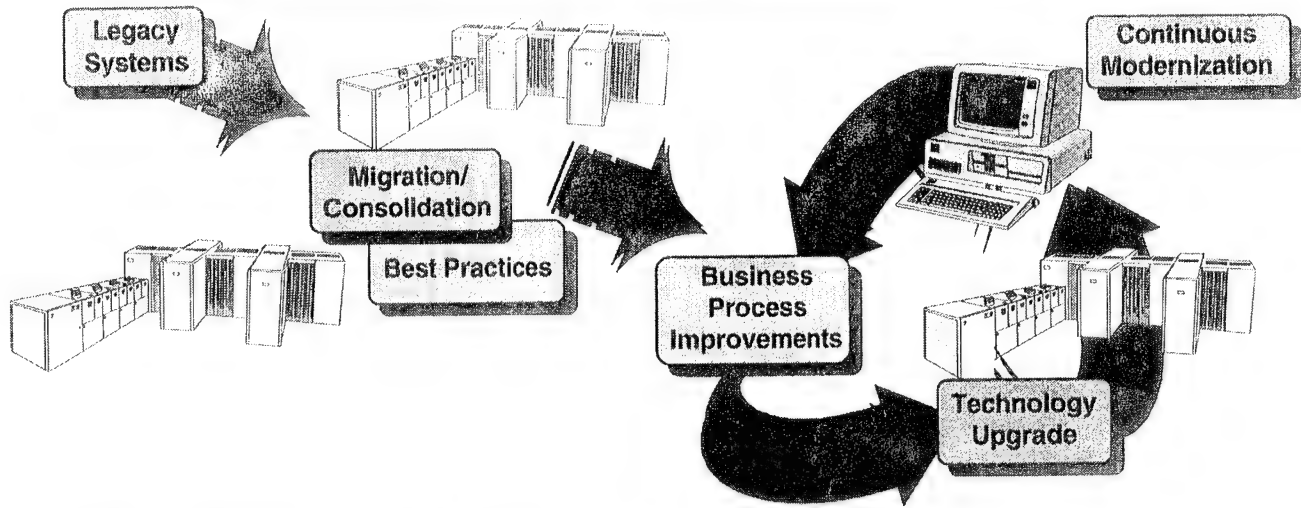 Legacy
Systems
Migration/
Consolidation
Best Practices
Continuous
Modernization
Business
Process
Improvements
Technology
Upgrade